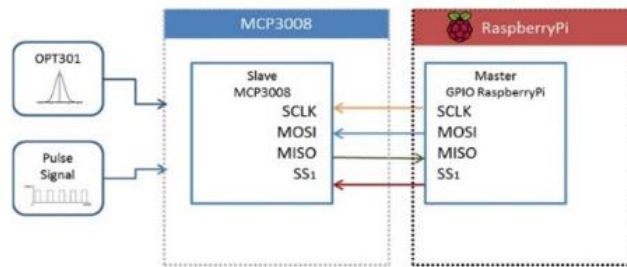 MCP3008
RaspberryPi
OPT301
Pulse
Signal
Slave
MCP3008
SCLK
MOSI
MISO
SS1
Master
GPIO RaspberryPi
SCLK
MOSI
MISO
SS1